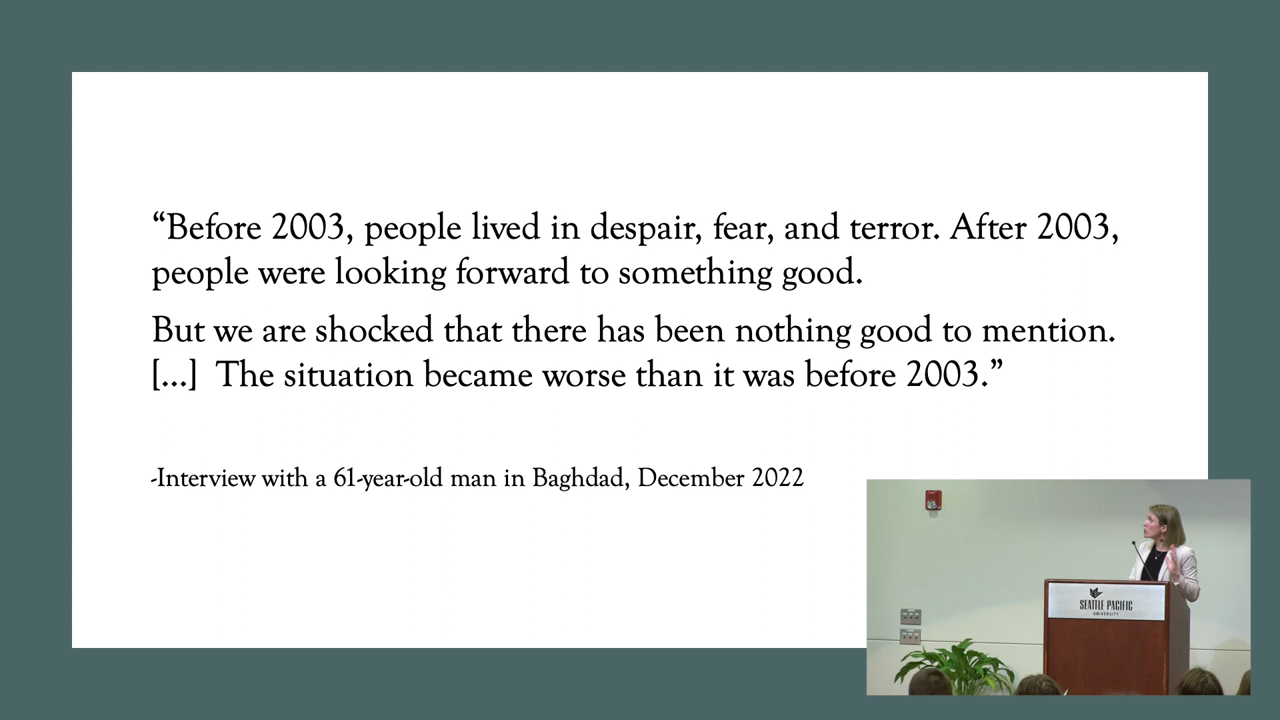 “Before 2003, people lived in despair, fear, and terror. After 2003,
people were looking forward to something good.
But we are shocked that there has been nothing good to mention.
[...]  The situation became worse than it was before 2003.”
-Interview with a 61-year-old man in Baghdad, December 2022
SEATTLE PACIFIC
UNIVERSITY